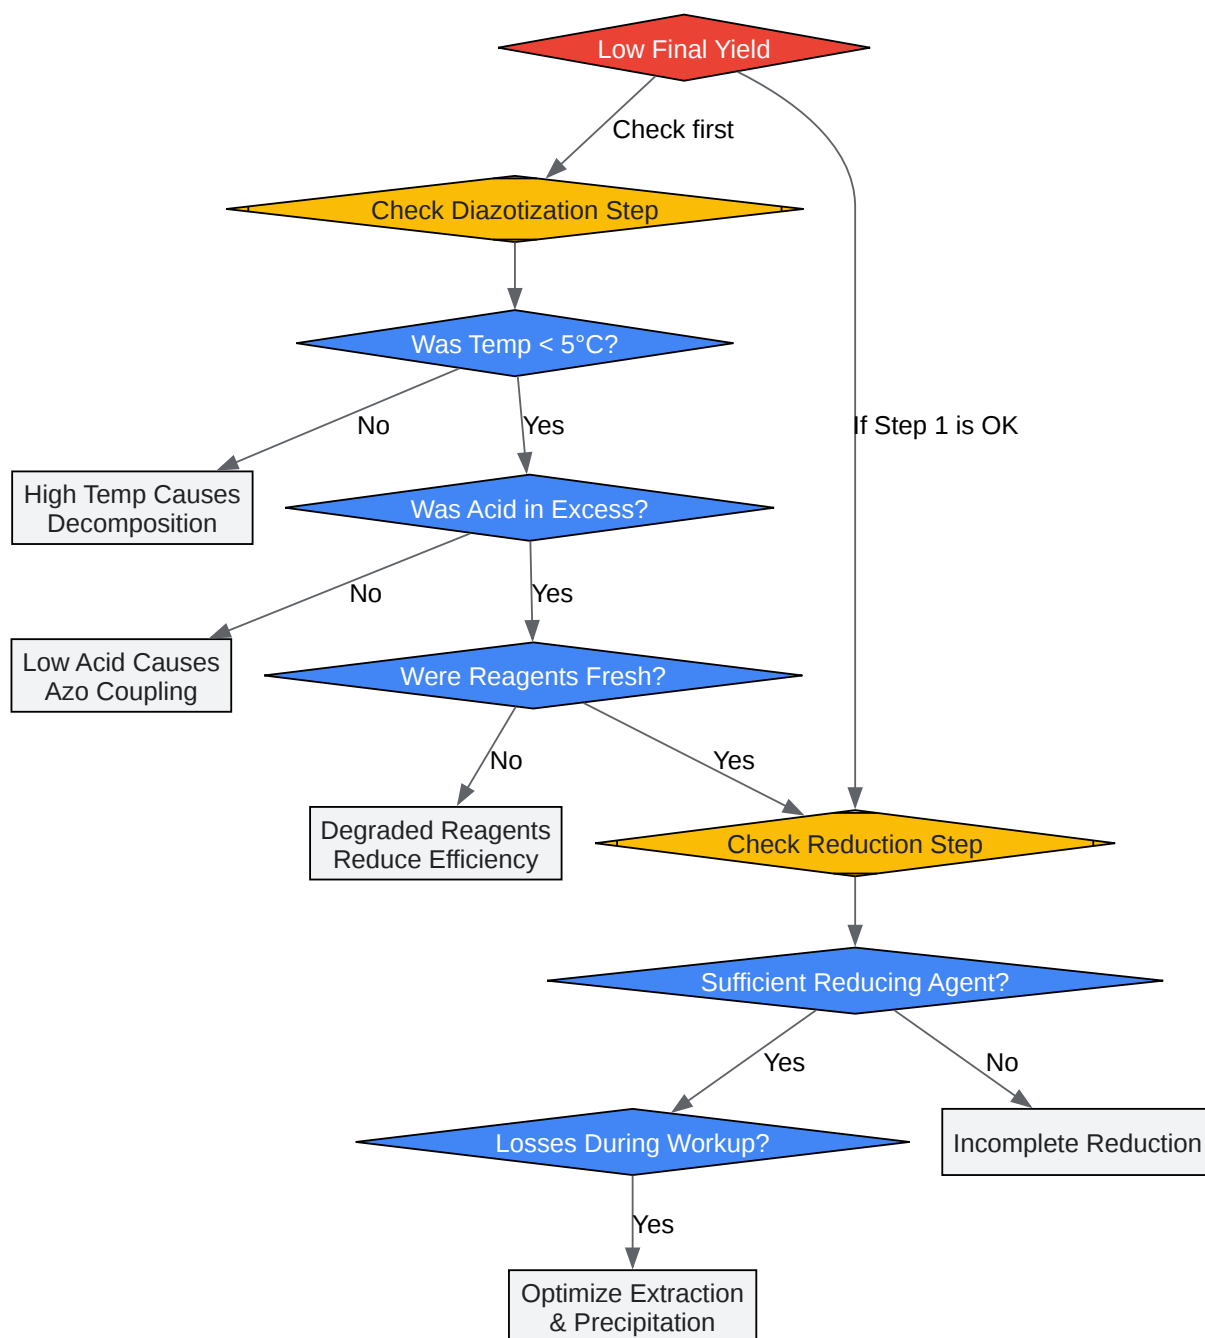 Low Final Yield
Check first
Check Diazotization Step
Was Temp < 5°C?
No
Yes
If Step 1 is OK
High Temp Causes
Decomposition
Was Acid in Excess?
No
Yes
Low Acid Causes
Azo Coupling
Were Reagents Fresh?
No
Yes
Degraded Reagents
Reduce Efficiency
Check Reduction Step
Sufficient Reducing Agent?
Yes
No
Losses During Workup?
Incomplete Reduction
Yes
Optimize Extraction
& Precipitation